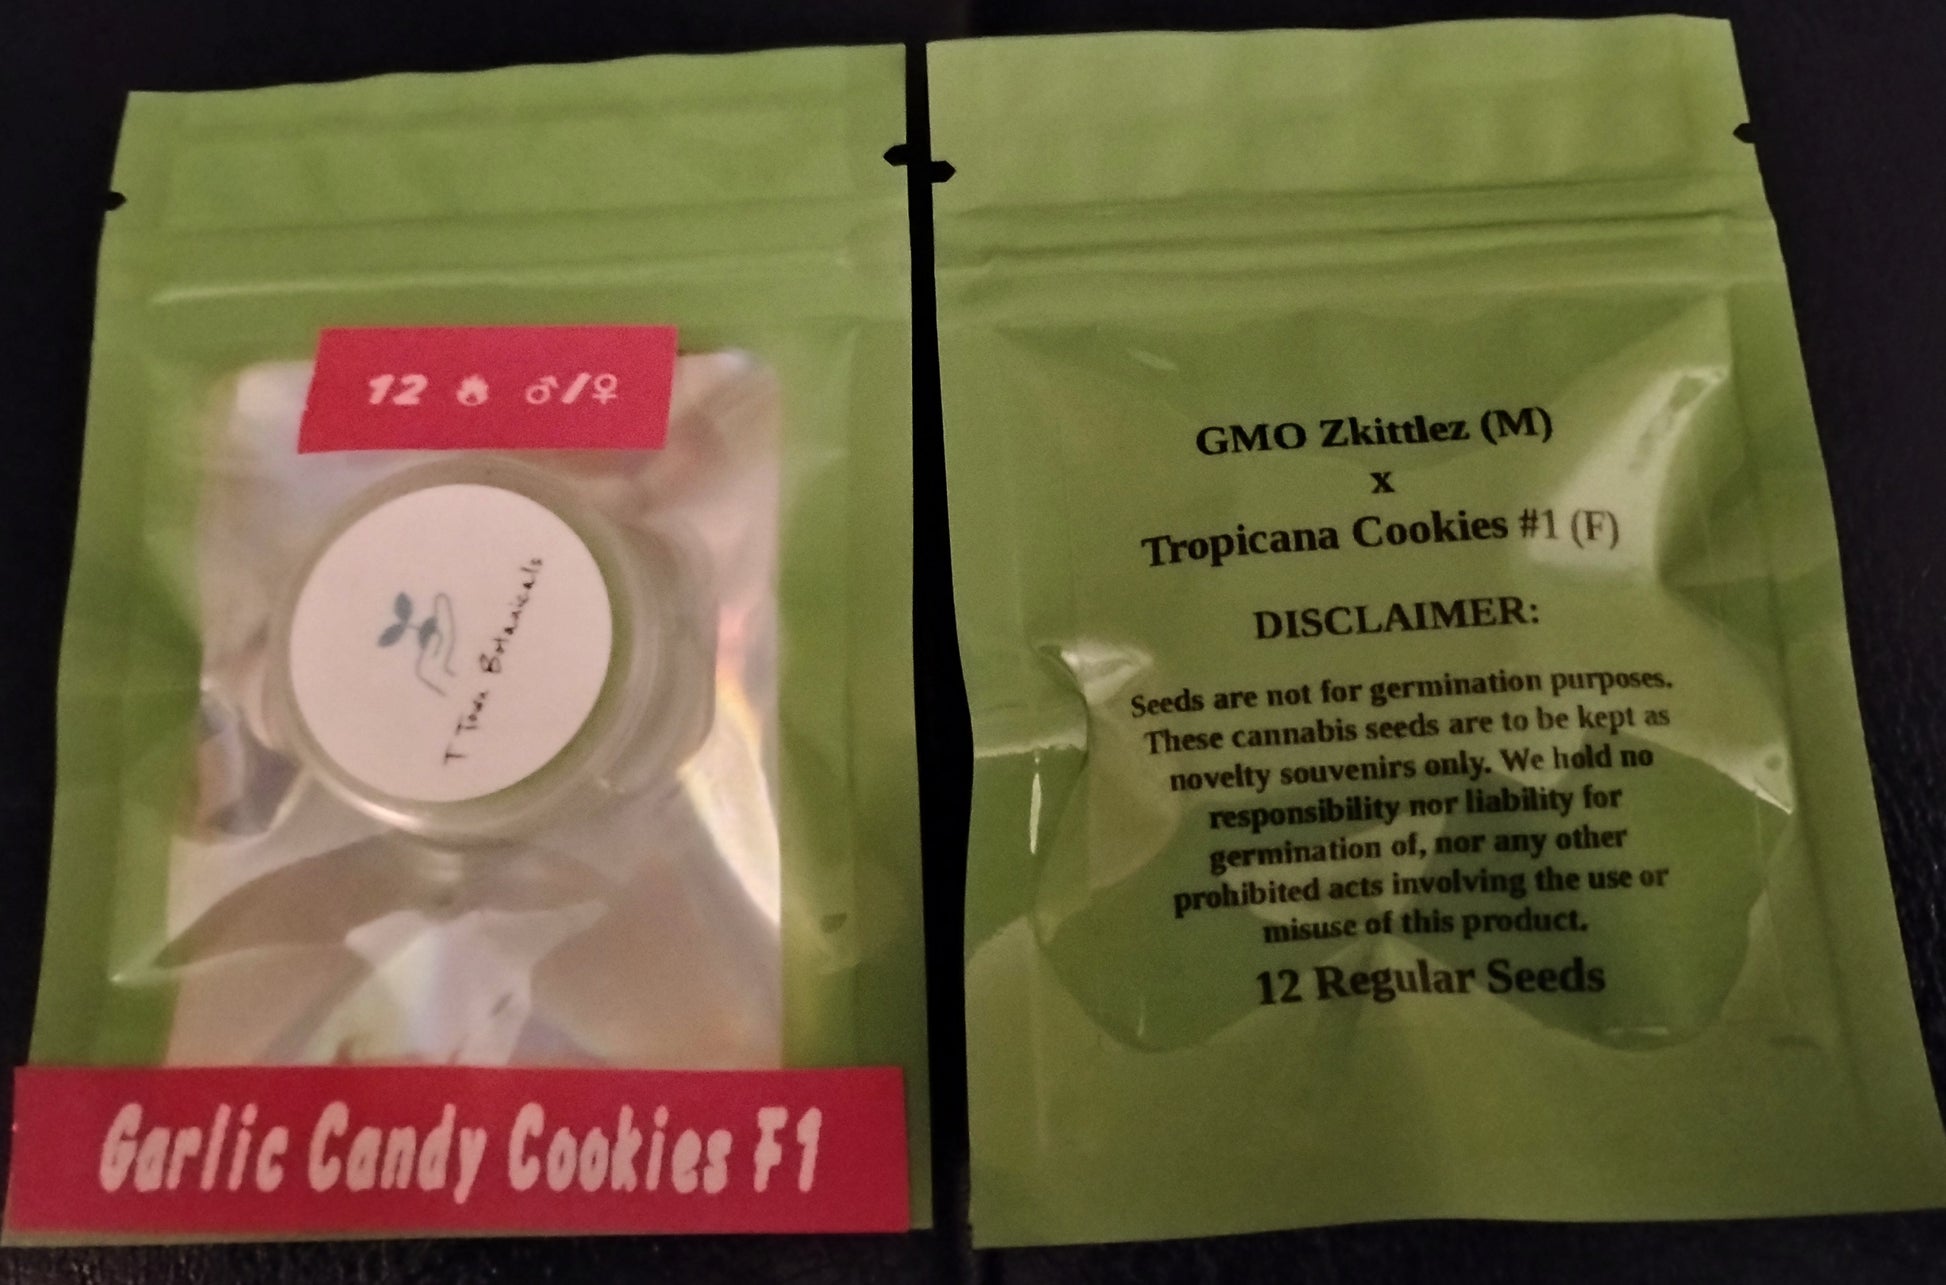 12 🔥 ♂/♀
T Town Botanicals
Garlic Candy Cookies F1
GMO Zkittlez (M)
x
Tropicana Cookies #1 (F)
DISCLAIMER:
Seeds are not for germination purposes.
These cannabis seeds are to be kept as
novelty souvenirs only. We hold no
responsibility nor liability for
germination of, nor any other
prohibited acts involving the use or
misuse of this product.
12 Regular Seeds